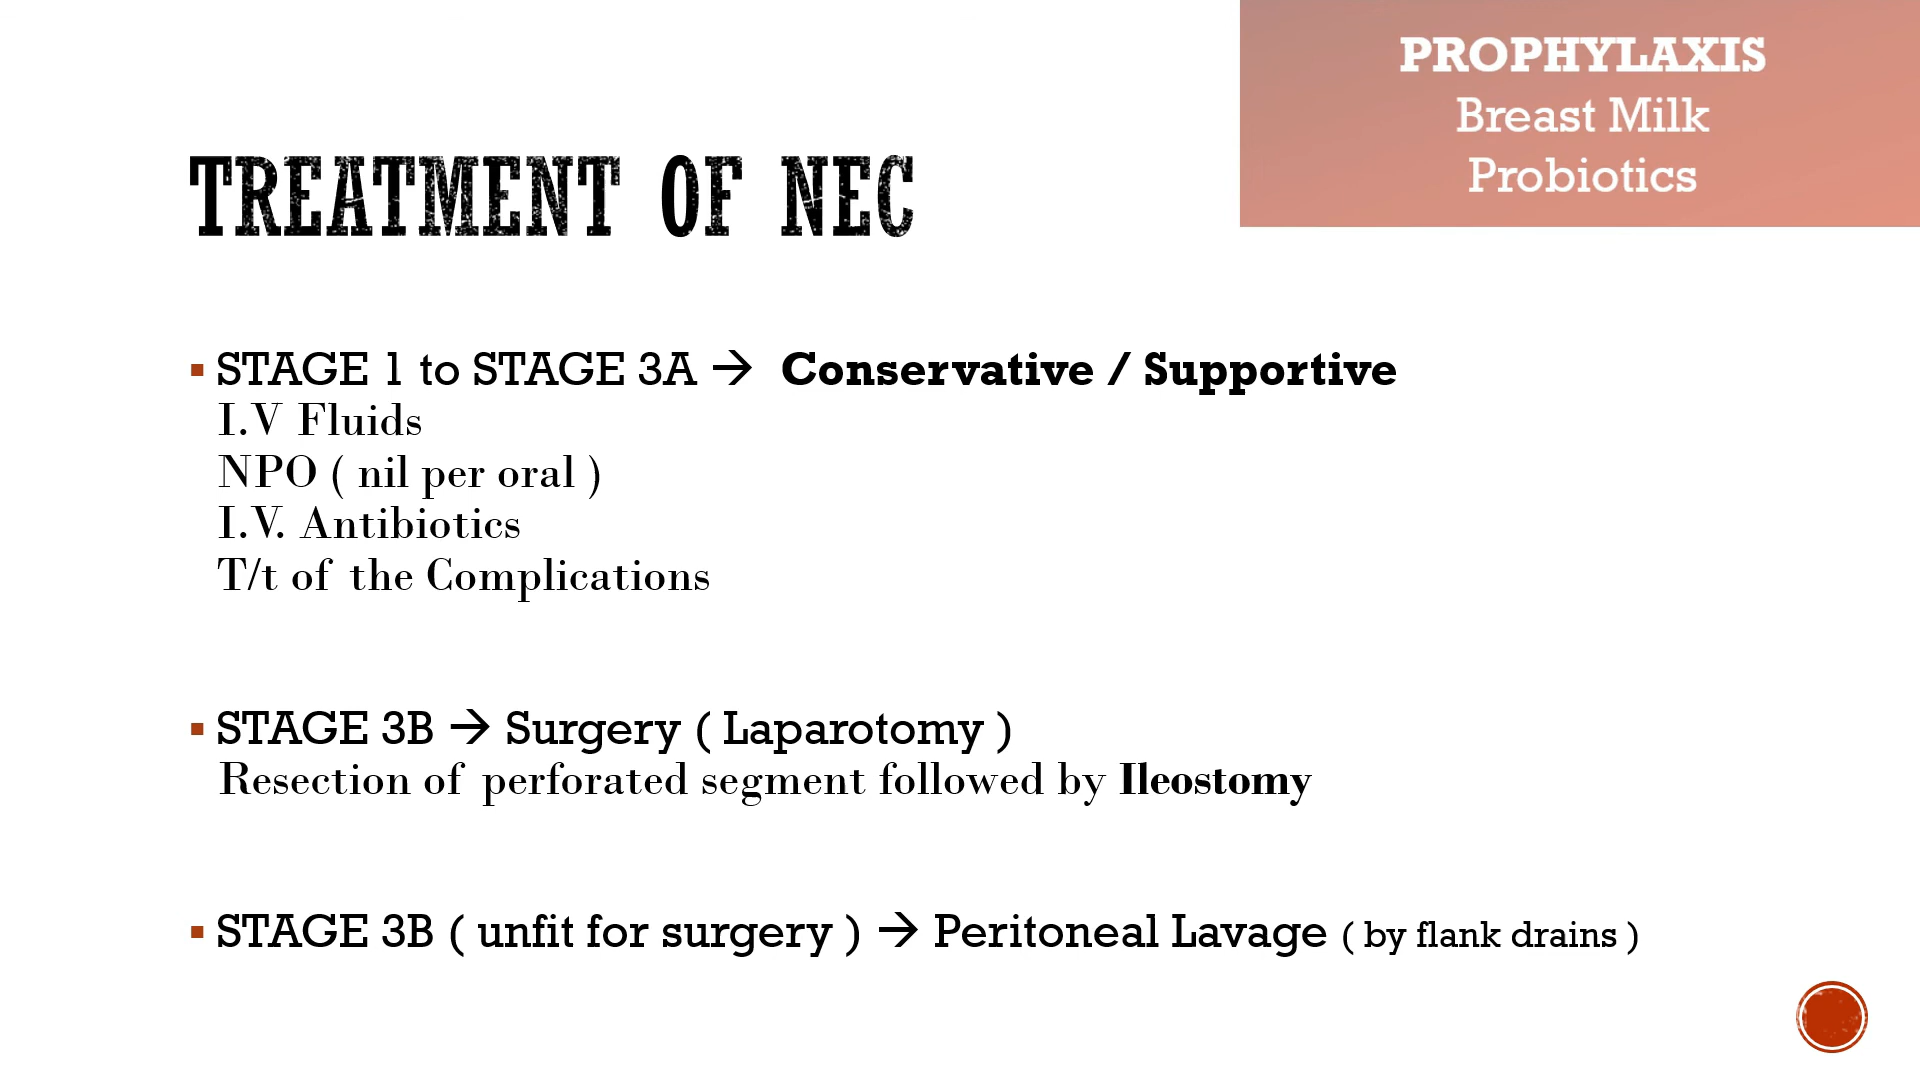 PROPHYLAXIS
Breast Milk
Probiotics
TREATMENT OF NEC
▪ STAGE 1 to STAGE 3A → Conservative / Supportive
I.V Fluids
NPO ( nil per oral )
I.V. Antibiotics
T/t of the Complications
▪ STAGE 3B → Surgery ( Laparotomy )
Resection of perforated segment followed by Ileostomy
▪ STAGE 3B ( unfit for surgery ) → Peritoneal Lavage ( by flank drains )